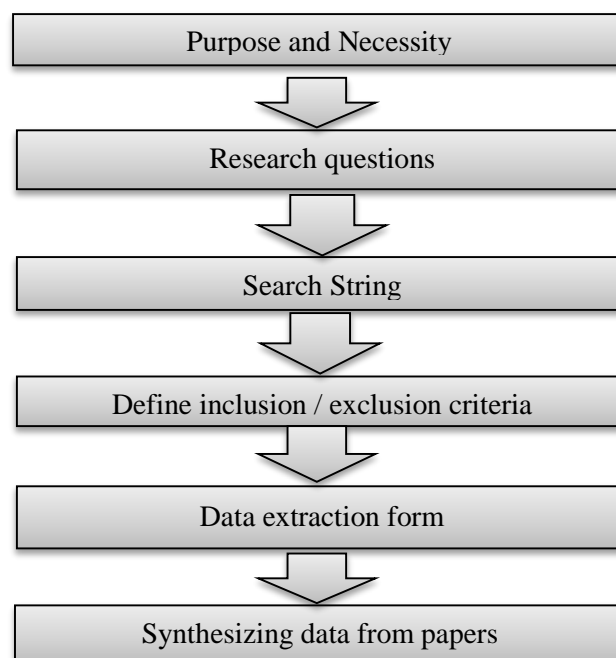 Purpose and Necessity
Research questions
Search String
Define inclusion / exclusion criteria
Data extraction form
Synthesizing data from papers